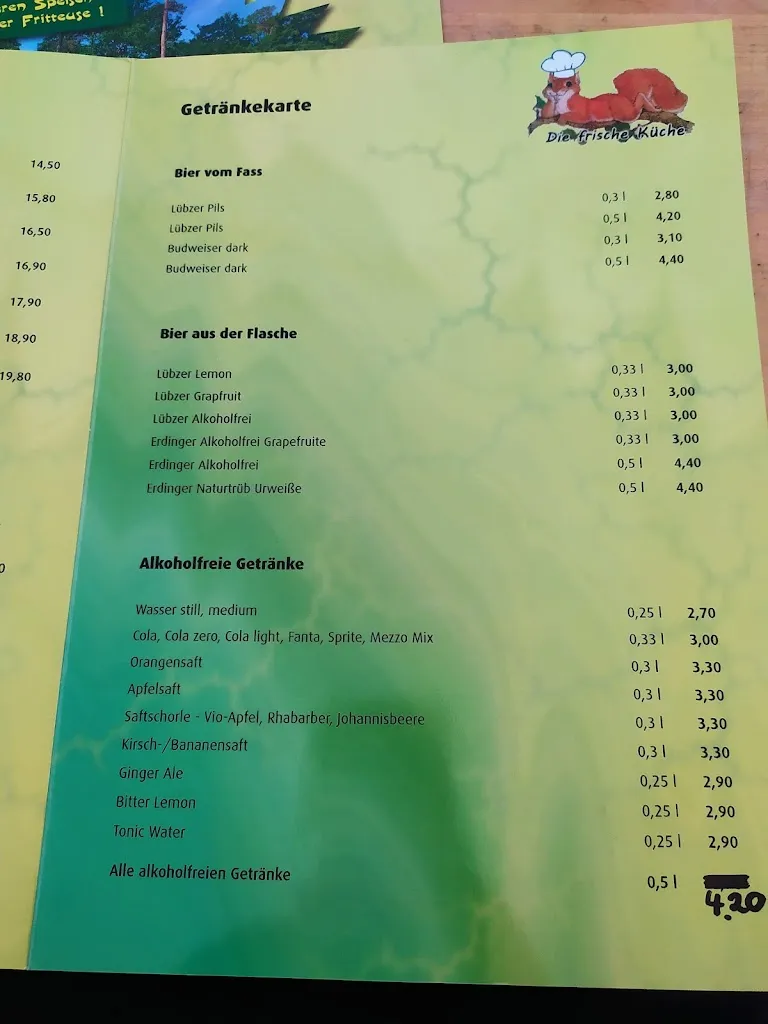 ren Speisen
er Fritteuse !
14,50
15,80
16,50
16,90
17,90
18,90
19,80
0
Die frische Küche
Getränkekarte
Bier vom Fass
Lübzer Pils 0,3 l 2,80
Lübzer Pils 0,5 l 4,20
Budweiser dark 0,3 l 3,10
Budweiser dark 0,5 l 4,40
Bier aus der Flasche
Lübzer Lemon 0,33 l 3,00
Lübzer Grapfruit 0,33 l 3,00
Lübzer Alkoholfrei 0,33 l 3,00
Erdinger Alkoholfrei Grapefruite 0,33 l 3,00
Erdinger Alkoholfrei 0,5 l 4,40
Erdinger Naturtrüb Urweiße 0,5 l 4,40
Alkoholfreie Getränke
Wasser still, medium 0,25 l 2,70
Cola, Cola zero, Cola light, Fanta, Sprite, Mezzo Mix 0,33 l 3,00
Orangensaft 0,3 l 3,30
Apfelsaft 0,3 l 3,30
Saftschorle - Vio-Apfel, Rhabarber, Johannisbeere 0,3 l 3,30
Kirsch-/Bananensaft 0,3 l 3,30
Ginger Ale 0,25 l 2,90
Bitter Lemon 0,25 l 2,90
Tonic Water 0,25 l 2,90
Alle alkoholfreien Getränke 0,5 l 4.20